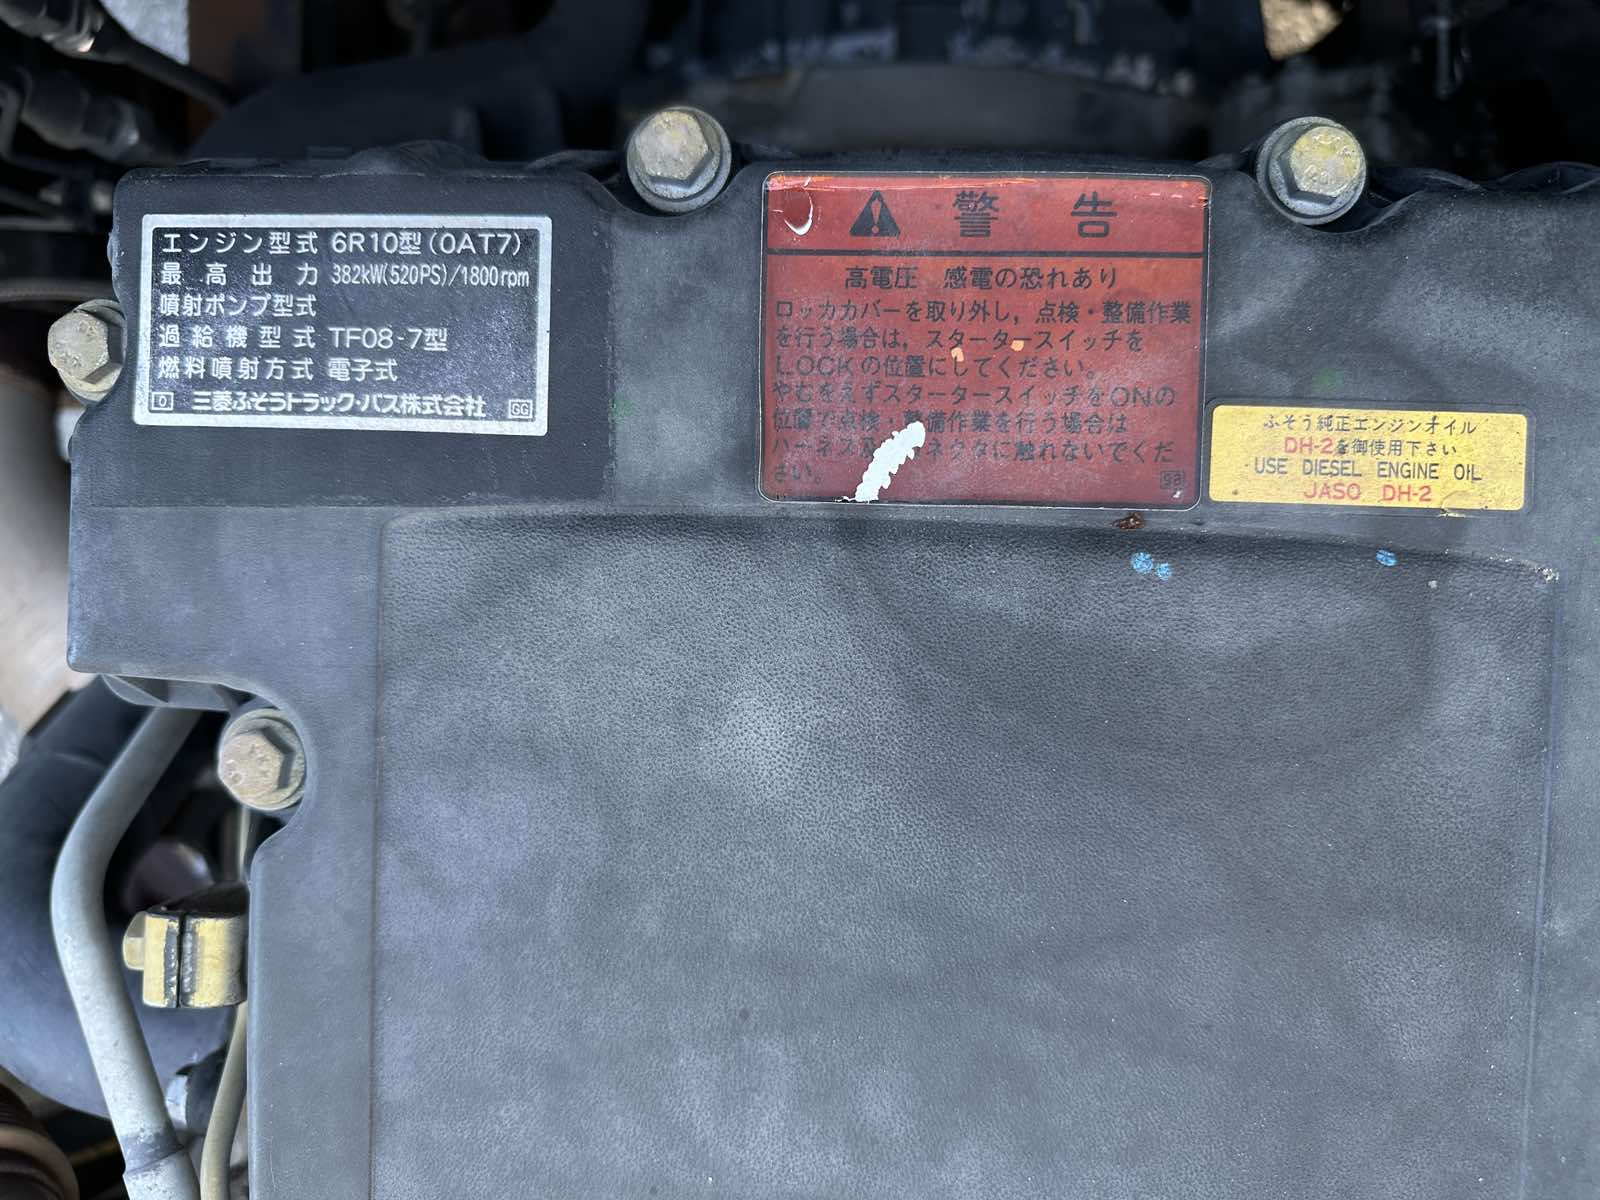 エンジン型式 6R10型(0AT7)
最高出力 382kW(520PS)/1800rpm
噴射ポンプ型式
過給機型式 TF08-7型
燃料噴射方式 電子式
0 三菱ふそうトラック・バス株式会社 GG
警告
高電圧 感電の恐れあり
ロッカカバーを取り外し，点検・整備作業
を行う場合は，スタータースイッチを
LOCKの位置にしてください。
やむをえずスタータースイッチをONの
位置で点検・整備作業を行う場合は
ハーネス及 ネクタに触れないでくだ
さい。
ふそう純正エンジンオイル
DH-2を御使用下さい
USE DIESEL ENGINE OIL
JASO DH-2